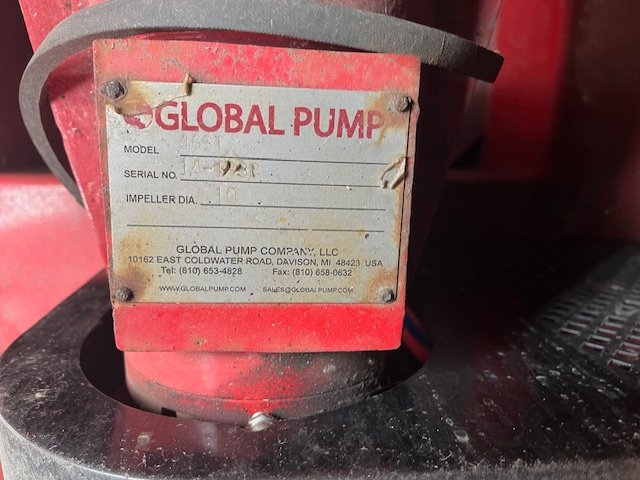 GLOBAL PUMP
MODEL
SERIAL NO.
IMPELLER DIA. 10
GLOBAL PUMP COMPANY, LLC
10162 EAST COLDWATER ROAD, DAVISON, MI 48423 USA
Tel: (810) 653-4828 Fax: (810) 658-0632
WWW.GLOBALPUMP.COM SALES@GLOBALPUMP.COM